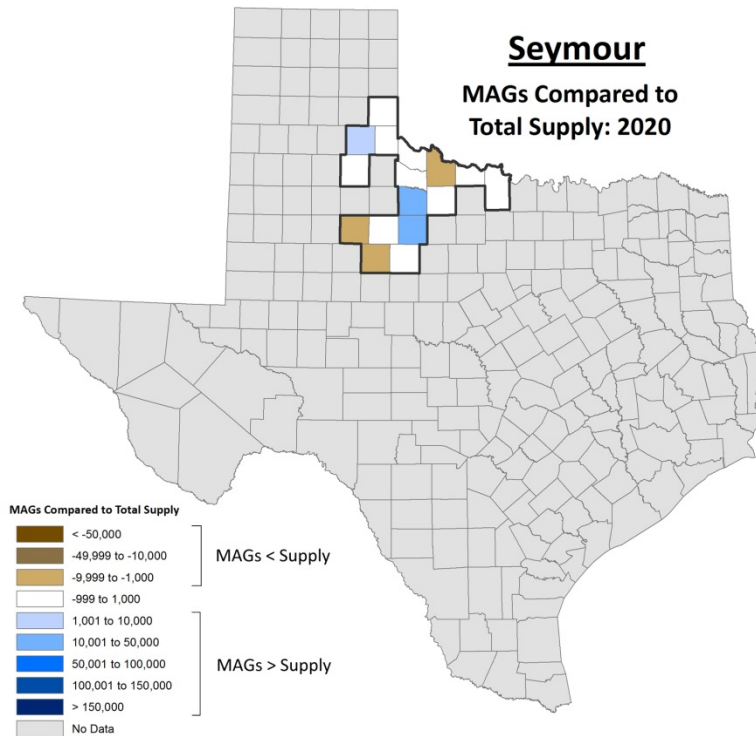 Seymour
MAGs Compared to
Total Supply: 2020
MAGs Compared to Total Supply
< -50,000
-49,999 to -10,000
-9,999 to -1,000
-999 to 1,000
1,001 to 10,000
10,001 to 50,000
50,001 to 100,000
100,001 to 150,000
> 150,000
No Data
MAGs < Supply
MAGs > Supply